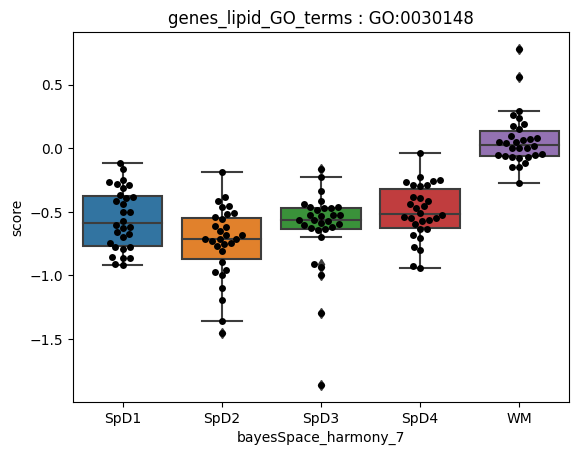 genes_lipid_GO_terms : GO:0030148
score
0.5
0.0
−0.5
−1.0
−1.5
SpD1 SpD2 SpD3 SpD4 WM
bayesSpace_harmony_7